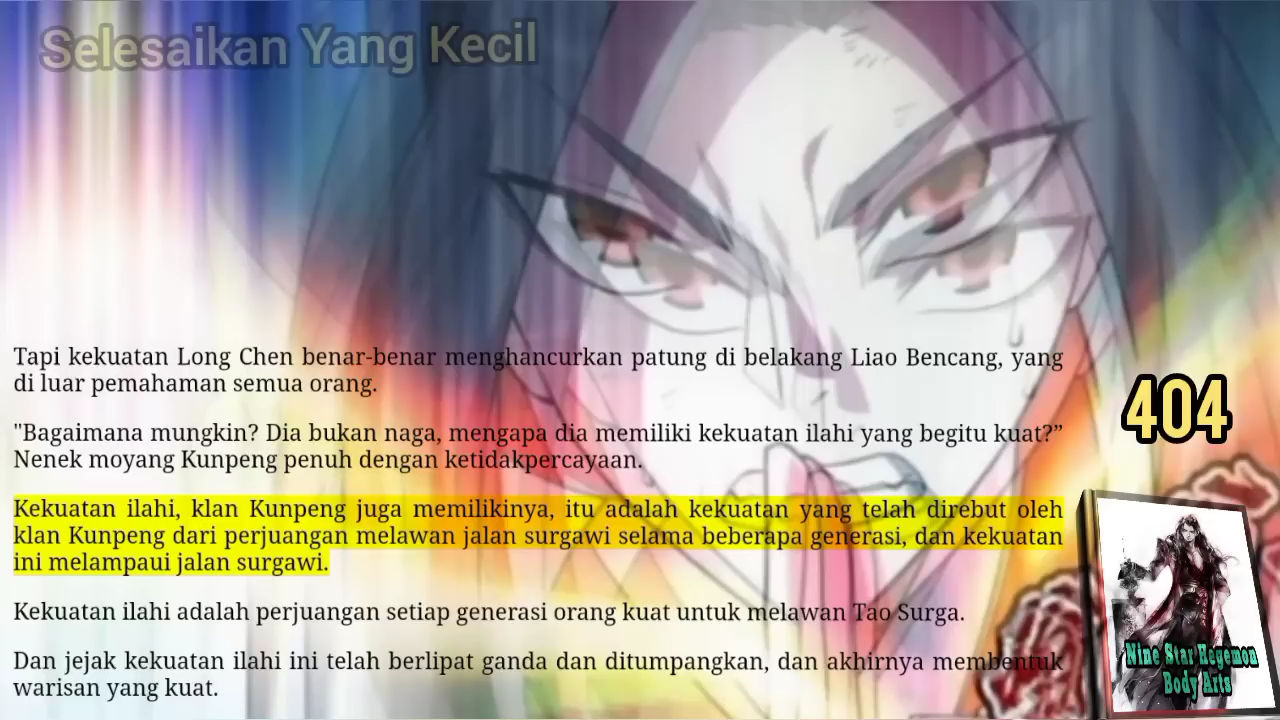 Selesaikan Yang Kecil
Tapi kekuatan Long Chen benar-benar menghancurkan patung di belakang Liao Bencang, yang
di luar pemahaman semua orang.
"Bagaimana mungkin? Dia bukan naga, mengapa dia memiliki kekuatan ilahi yang begitu kuat?”
Nenek moyang Kunpeng penuh dengan ketidakpercayaan.
Kekuatan ilahi, klan Kunpeng juga memilikinya, itu adalah kekuatan yang telah direbut oleh
klan Kunpeng dari perjuangan melawan jalan surgawi selama beberapa generasi, dan kekuatan
ini melampaui jalan surgawi.
Kekuatan ilahi adalah perjuangan setiap generasi orang kuat untuk melawan Tao Surga.
Dan jejak kekuatan ilahi ini telah berlipat ganda dan ditumpangkan, dan akhirnya membentuk
warisan yang kuat.
404
Nine Star Hegemon
Body Arts